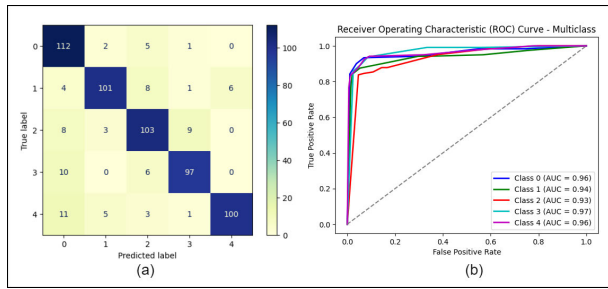 0 112 2 5 1 0
1 4 101 8 1 6
2 8 3 103 9 0
3 10 0 6 97 0
4 11 5 3 1 100
True label
0 1 2 3 4
Predicted label
100
80
60
40
20
0
(a)
Receiver Operating Characteristic (ROC) Curve - Multiclass
1.0
0.8
0.6
0.4
0.2
0.0
True Positive Rate
Class 0 (AUC = 0.96)
Class 1 (AUC = 0.94)
Class 2 (AUC = 0.93)
Class 3 (AUC = 0.97)
Class 4 (AUC = 0.96)
0.0 0.2 0.4 0.6 0.8 1.0
False Positive Rate
(b)